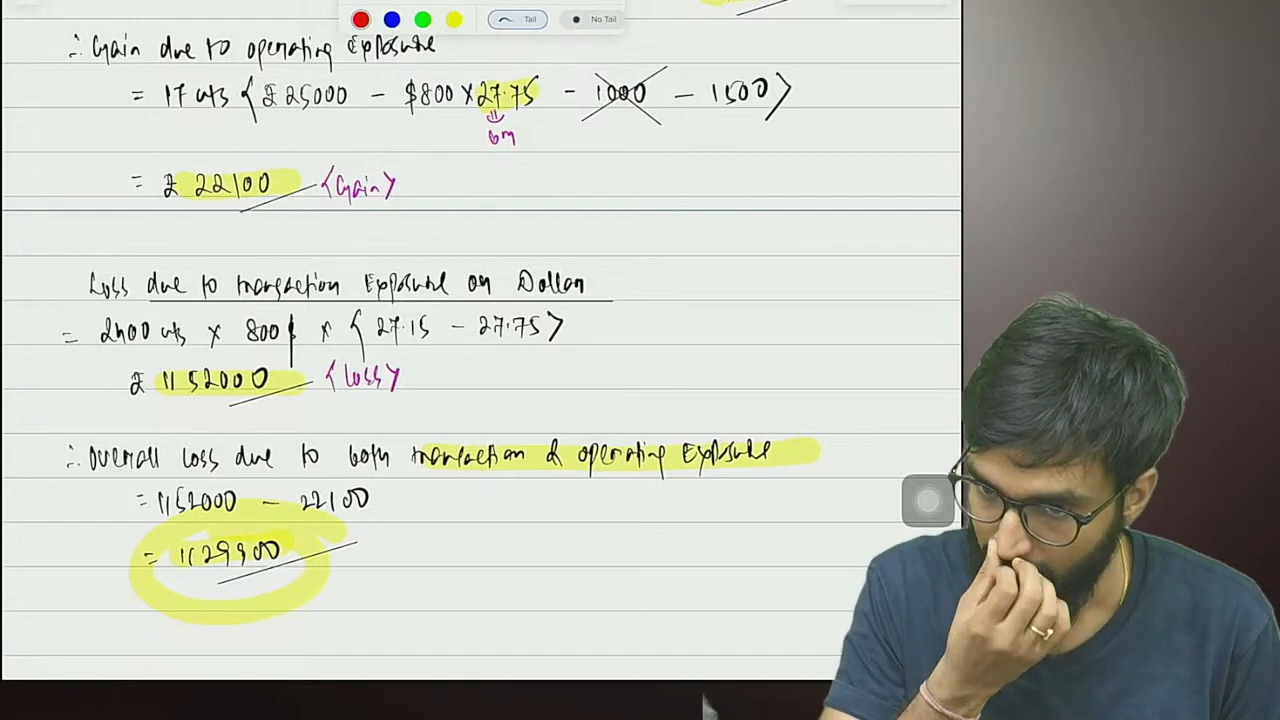 Tail No Tail
∴ Gain due to operating Exposure
= 17 uts { ₹ 25000 - $800 × 27.75 - 1000 - 1500 }
6m
= ₹ 22100 {Gain}
Loss due to transaction Exposure on Dollar
= 2400 uts × 800$ × { 27.15 - 27.75 }
₹ 1152000 {Loss}
∴ Overall loss due to both transaction & operating Exposure
= 1152000 - 22100
= 1129900